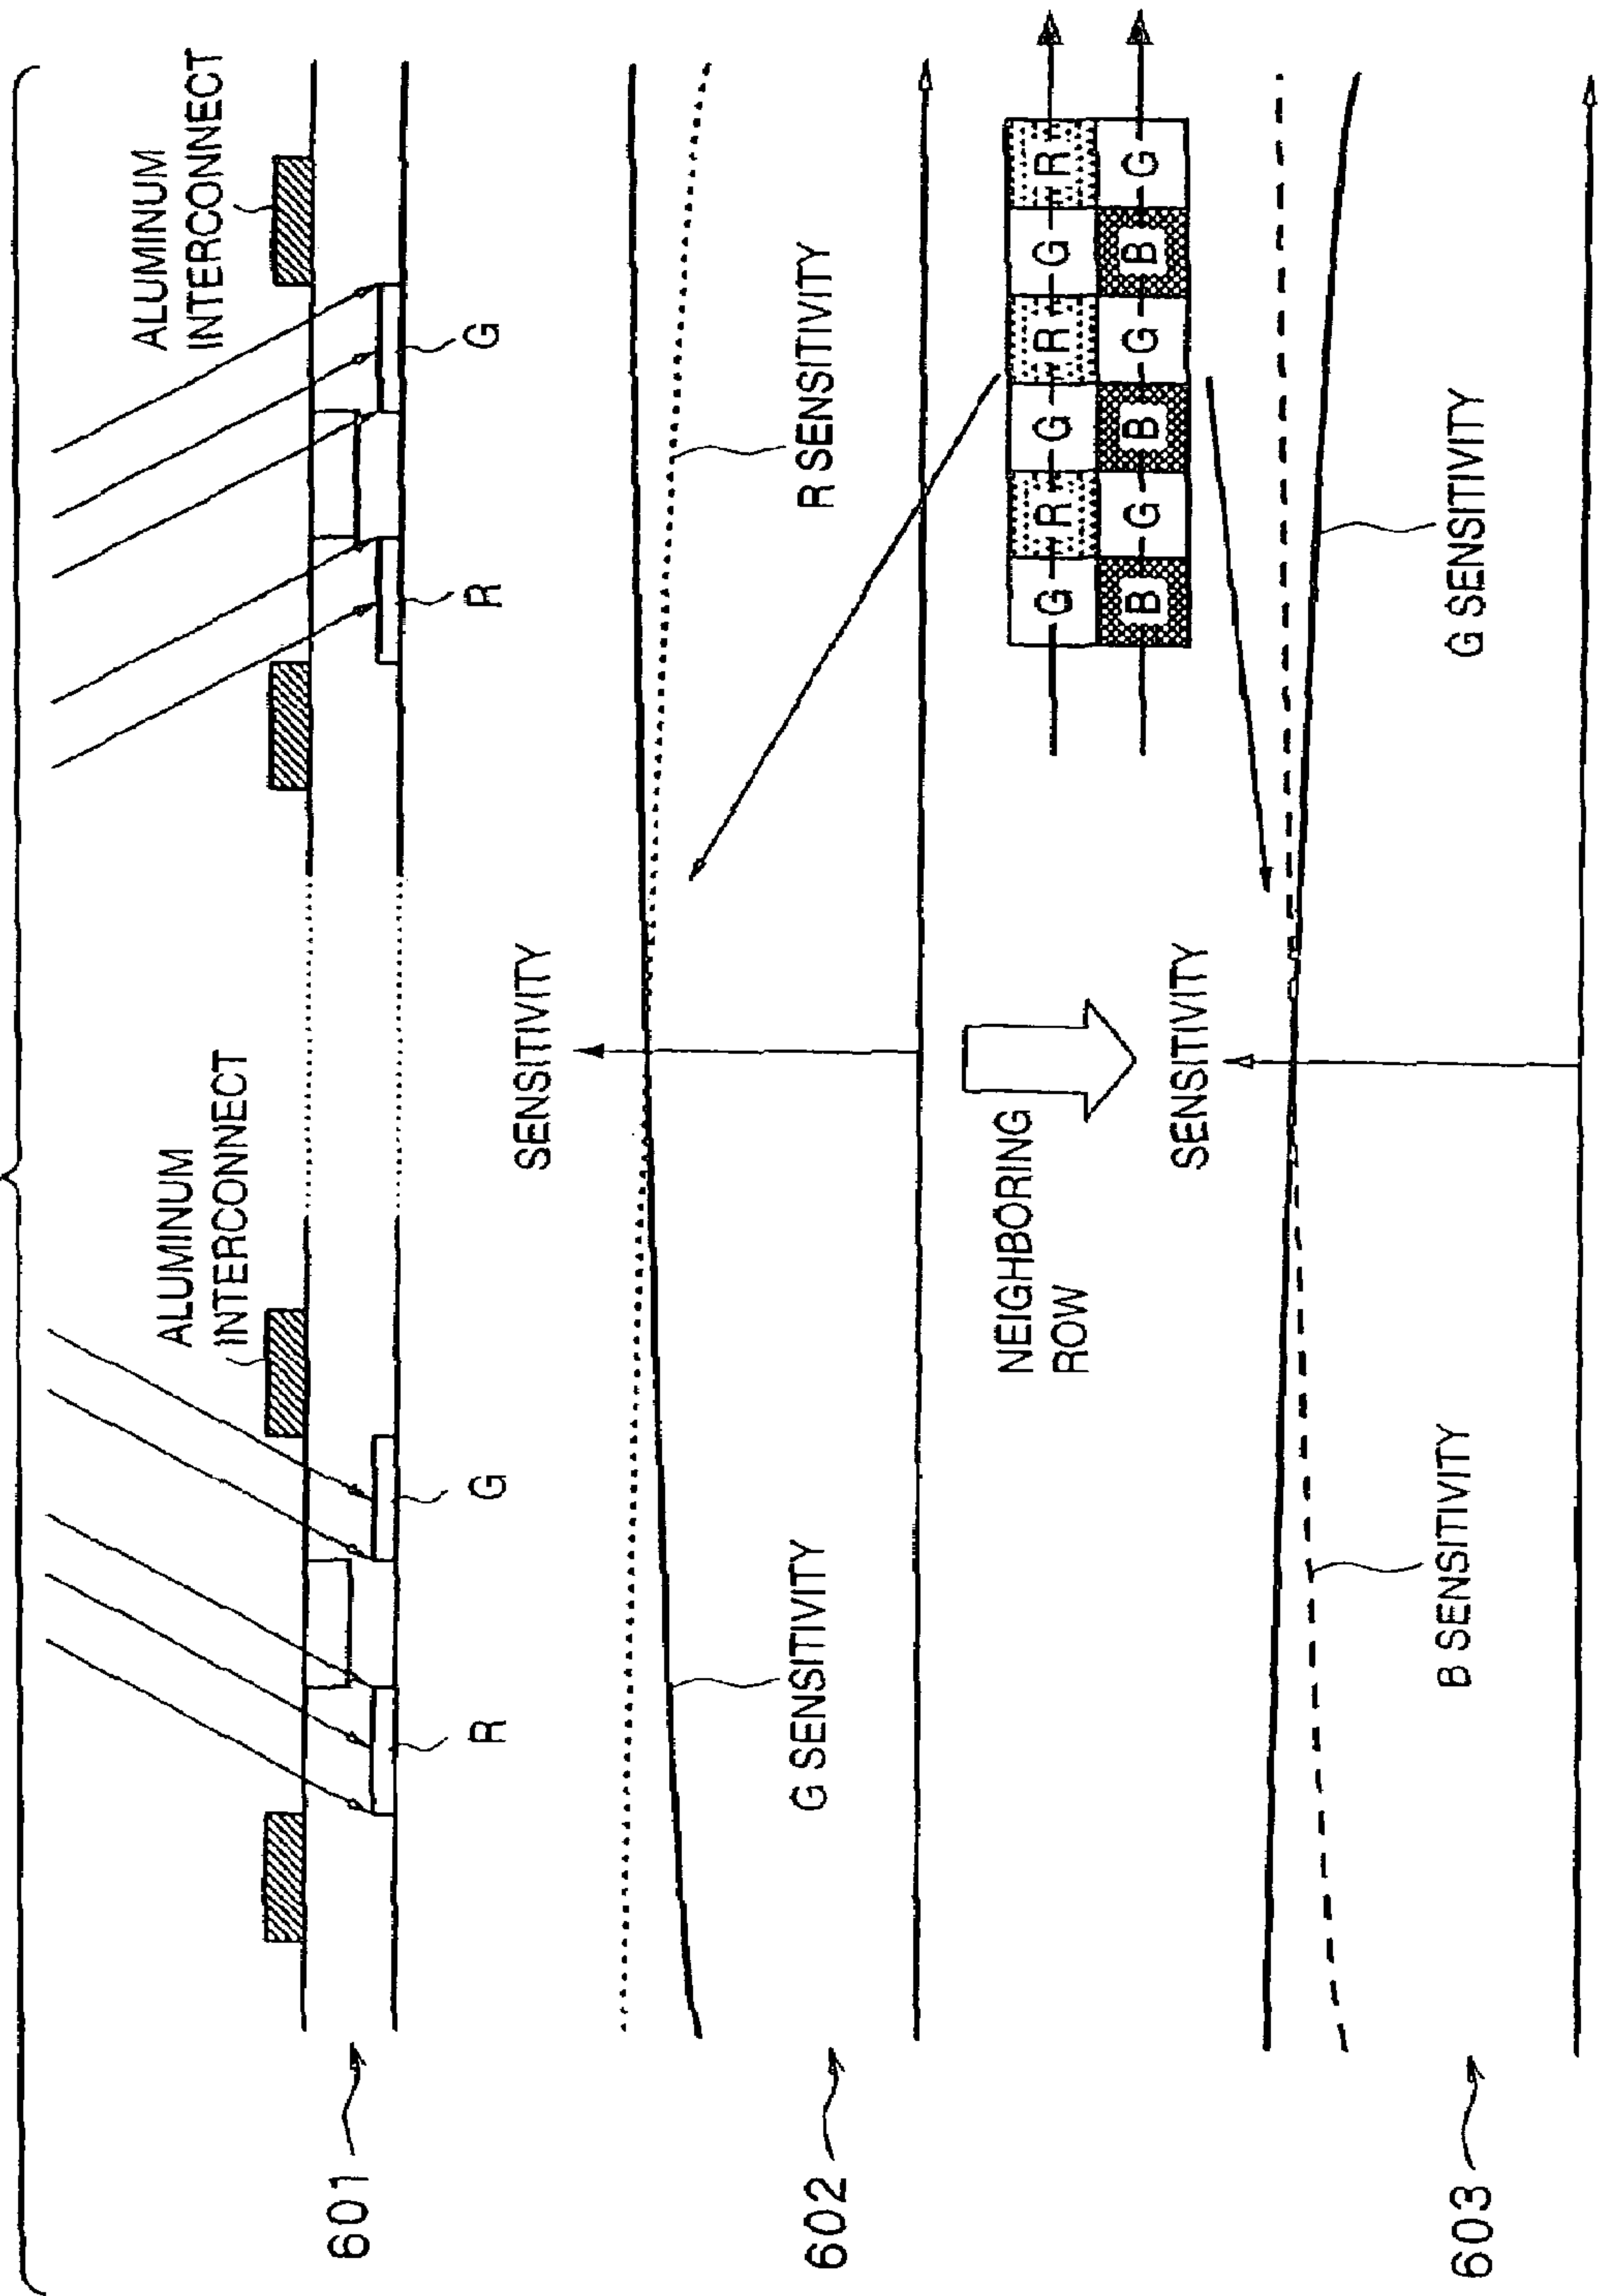 ALUMINUM
INTERCONNECT
ALUMINUM
INTERCONNECT
601
R
G
R
G
SENSITIVITY
602
G SENSITIVITY
R SENSITIVITY
NEIGHBORING
ROW
G R G R G R
B G B G B G
SENSITIVITY
603
B SENSITIVITY
G SENSITIVITY